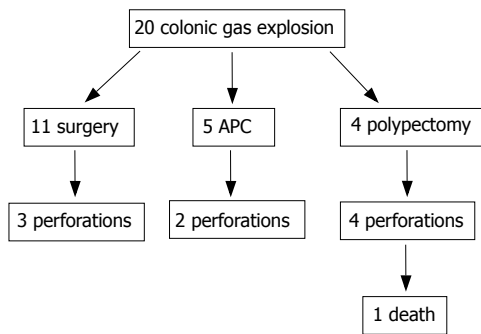 20 colonic gas explosion
11 surgery
5 APC
4 polypectomy
3 perforations
2 perforations
4 perforations
1 death